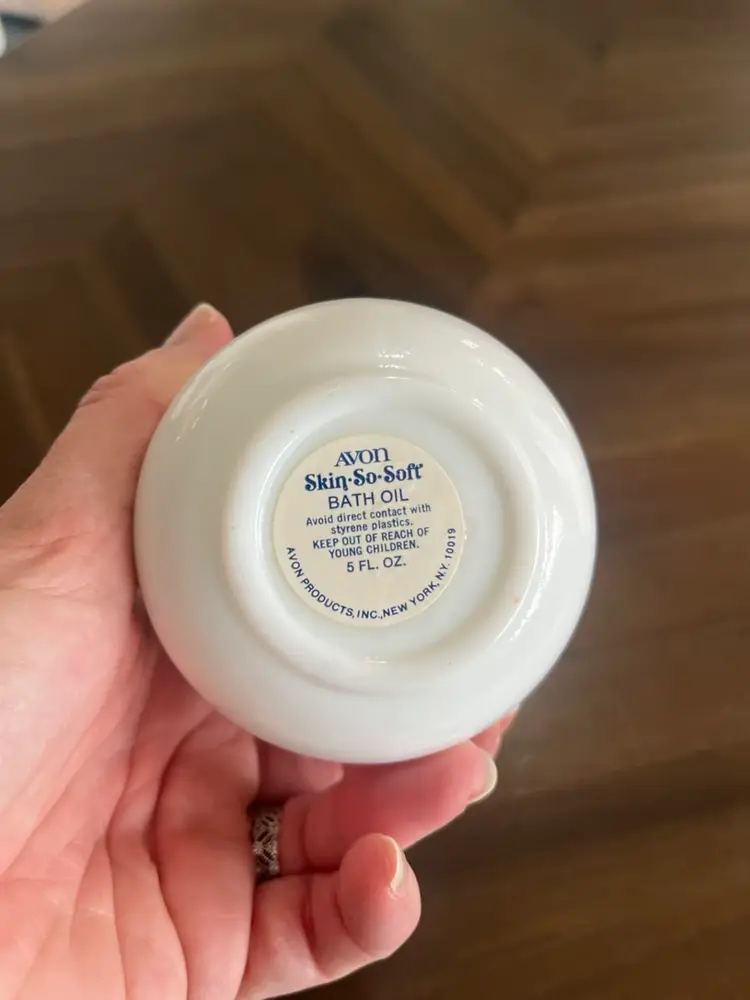 AVON
Skin·So·Soft
BATH OIL
Avoid direct contact with
styrene plastics.
KEEP OUT OF REACH OF
YOUNG CHILDREN.
5 FL. OZ.
AVON PRODUCTS, INC., NEW YORK, N.Y. 10019